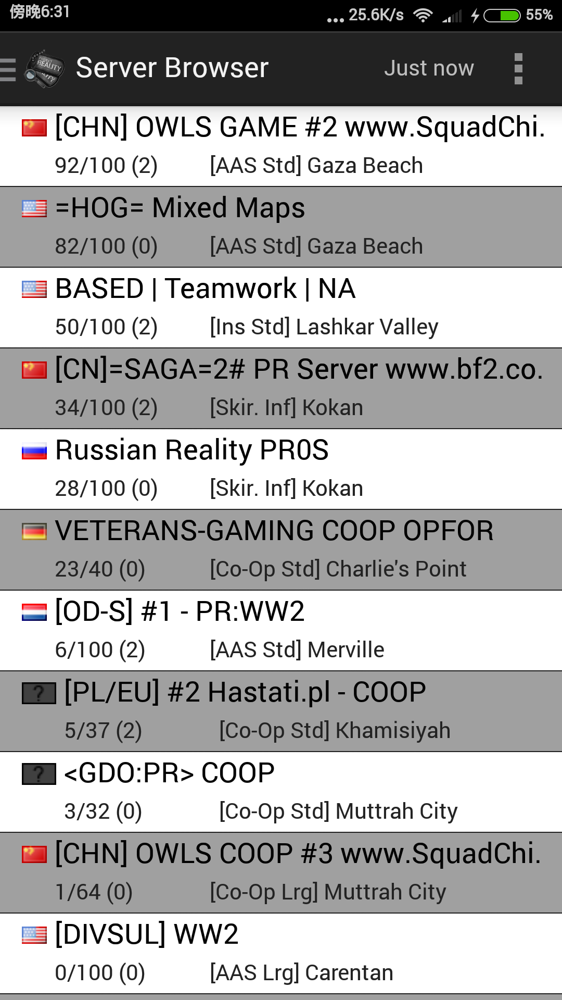 傍晚6:31
... 25.6K/s 55%
PROJECT REALITY Server Browser Just now
[CHN] OWLS GAME #2 www.SquadChi.
92/100 (2) [AAS Std] Gaza Beach
=HOG= Mixed Maps
82/100 (0) [AAS Std] Gaza Beach
BASED | Teamwork | NA
50/100 (2) [Ins Std] Lashkar Valley
[CN]=SAGA=2# PR Server www.bf2.co.
34/100 (2) [Skir. Inf] Kokan
Russian Reality PR0S
28/100 (0) [Skir. Inf] Kokan
VETERANS-GAMING COOP OPFOR
23/40 (0) [Co-Op Std] Charlie's Point
[OD-S] #1 - PR:WW2
6/100 (2) [AAS Std] Merville
? [PL/EU] #2 Hastati.pl - COOP
5/37 (2) [Co-Op Std] Khamisiyah
? <GDO:PR> COOP
3/32 (0) [Co-Op Std] Muttrah City
[CHN] OWLS COOP #3 www.SquadChi.
1/64 (0) [Co-Op Lrg] Muttrah City
[DIVSUL] WW2
0/100 (0) [AAS Lrg] Carentan